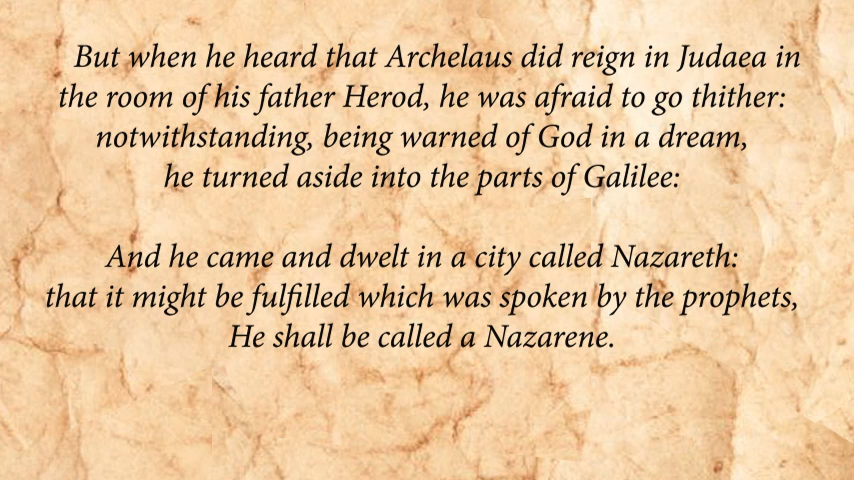 But when he heard that Archelaus did reign in Judaea in
the room of his father Herod, he was afraid to go thither:
notwithstanding, being warned of God in a dream,
he turned aside into the parts of Galilee:
And he came and dwelt in a city called Nazareth:
that it might be fulfilled which was spoken by the prophets,
He shall be called a Nazarene.